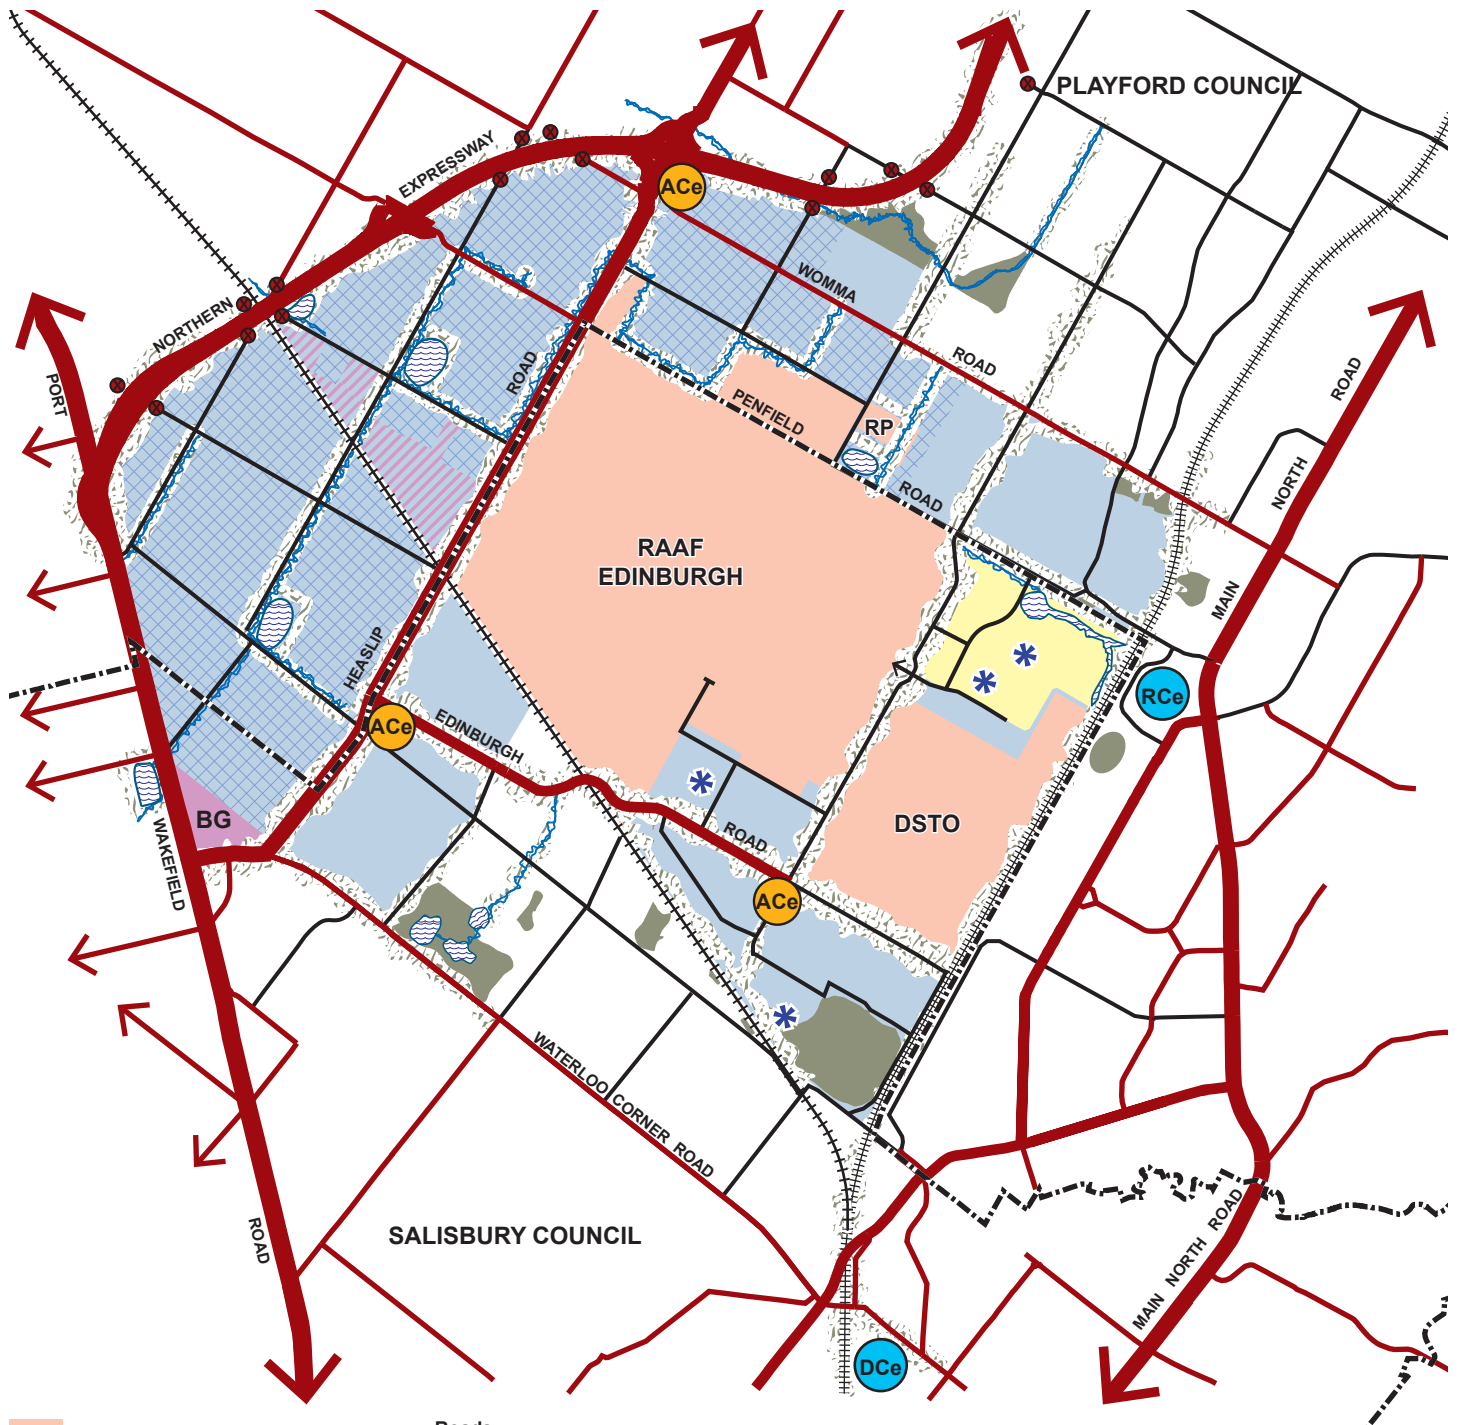 PLAYFORD COUNCIL
EXPRESSWAY
ACe
NORTHERN
WOMMA
ROAD
ROAD
ROAD
PORT
PENFIELD
RP
ROAD
NORTH
RAAF
EDINBURGH
MAIN
HEASLIP
RCe
ACe
EDINBURGH
BG
ROAD
DSTO
WAKEFIELD
ACe
WATERLOO CORNER ROAD
SALISBURY COUNCIL
ROAD
MAIN NORTH ROAD
DCe